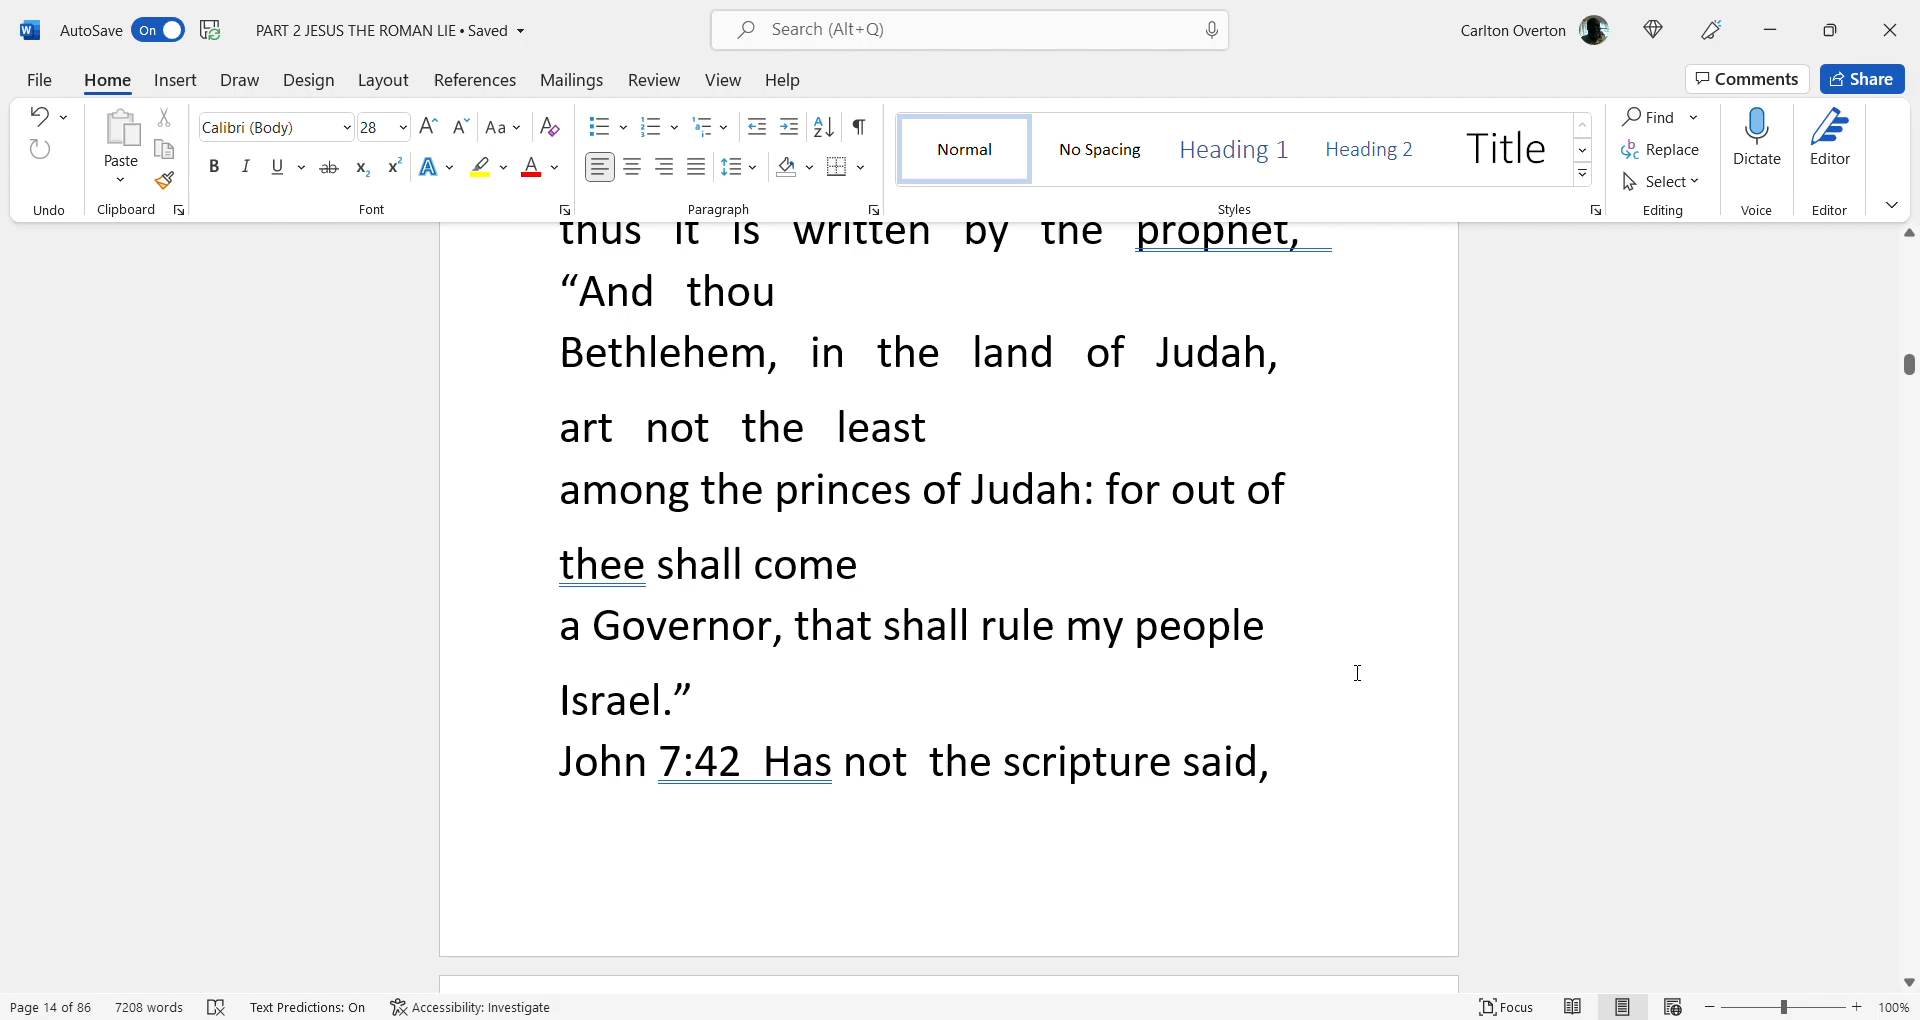 AutoSave On PART 2 JESUS THE ROMAN LIE • Saved Search (Alt+Q) Carlton Overton
File Home Insert Draw Design Layout References Mailings Review View Help Comments Share
Calibri (Body) 28 Aa Normal No Spacing Heading 1 Heading 2 Title Find
Replace
Paste Dictate Editor
B I U ab x₂ x² A A Select
Undo Clipboard Font Paragraph Styles Editing Voice Editor
thus it is written by the prophet,
“And thou
Bethlehem, in the land of Judah,
art not the least
among the princes of Judah: for out of
thee shall come
a Governor, that shall rule my people
Israel.”
John 7:42 Has not the scripture said,
Page 14 of 86 7208 words Text Predictions: On Accessibility: Investigate Focus 100%